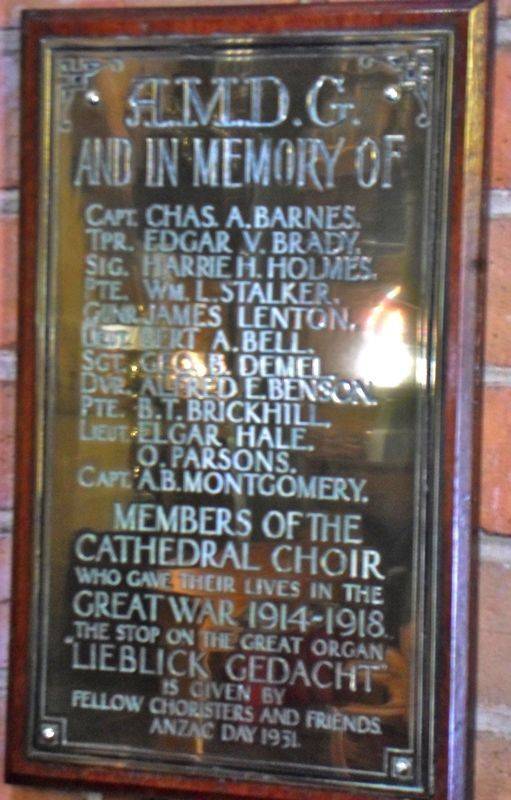 A.M.D.G.
AND IN MEMORY OF
CAPT. CHAS. A. BARNES.
TPR. EDGAR V. BRADY.
SIG. HARRIE H. HOLMES.
PTE. WM. L. STALKER.
GNR. JAMES LENTON.
LIEUT. BERT A. BELL.
SGT. GEO. B. DEMEL.
DVR. ALFRED E. BENSON.
PTE. B.T. BRICKHILL.
LIEUT. ELGAR HALE.
O. PARSONS.
CAPT. A.B. MONTGOMERY.
MEMBERS OF THE
CATHEDRAL CHOIR
WHO GAVE THEIR LIVES IN THE
GREAT WAR 1914-1918.
THE STOP ON THE GREAT ORGAN
"LIEBLICK GEDACHT"
IS GIVEN BY
FELLOW CHORISTERS AND FRIENDS.
ANZAC DAY 1931.